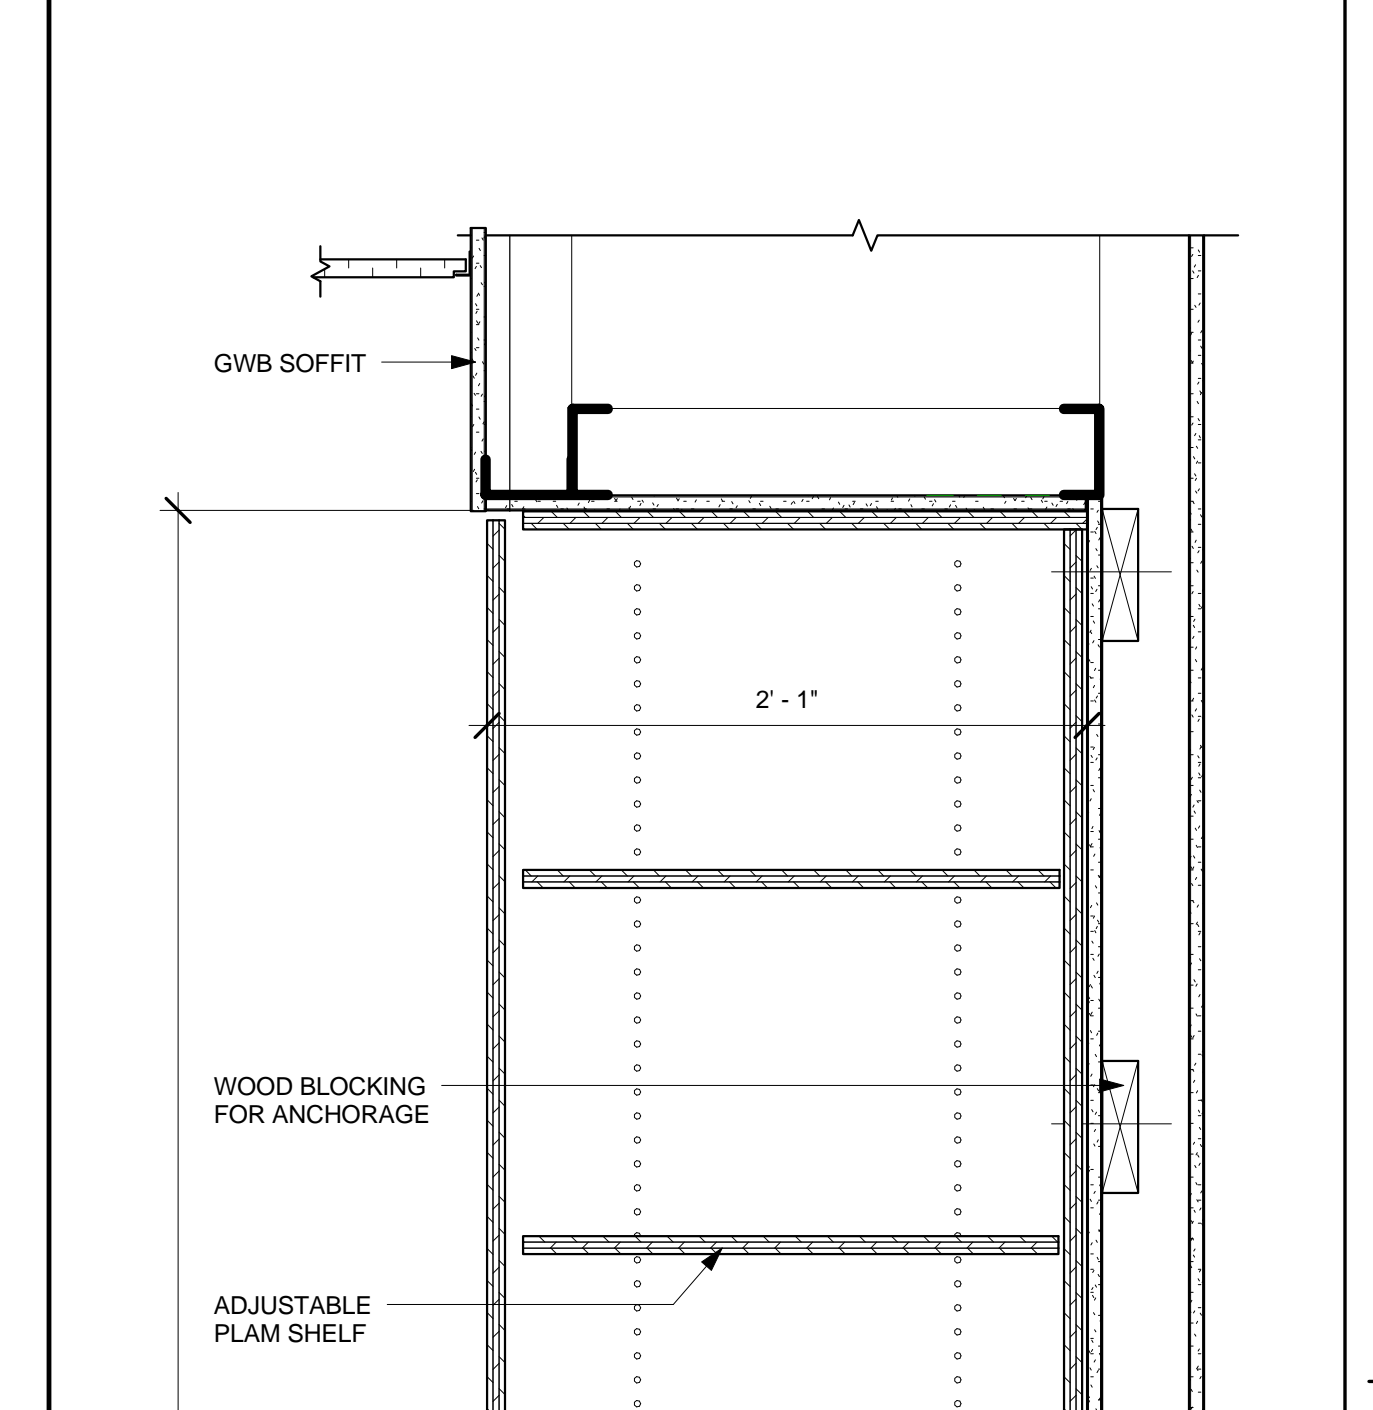 GWB SOFFIT
2' - 1"
WOOD BLOCKING
FOR ANCHORAGE
ADJUSTABLE
PLAM SHELF